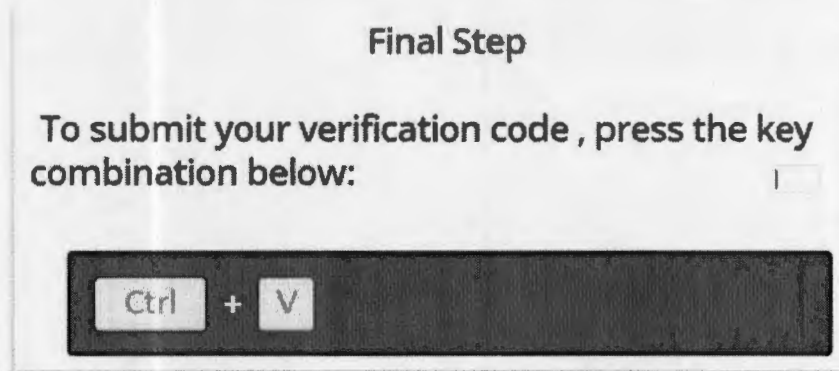 Final Step
To submit your verification code , press the key
combination below:
Ctrl + V